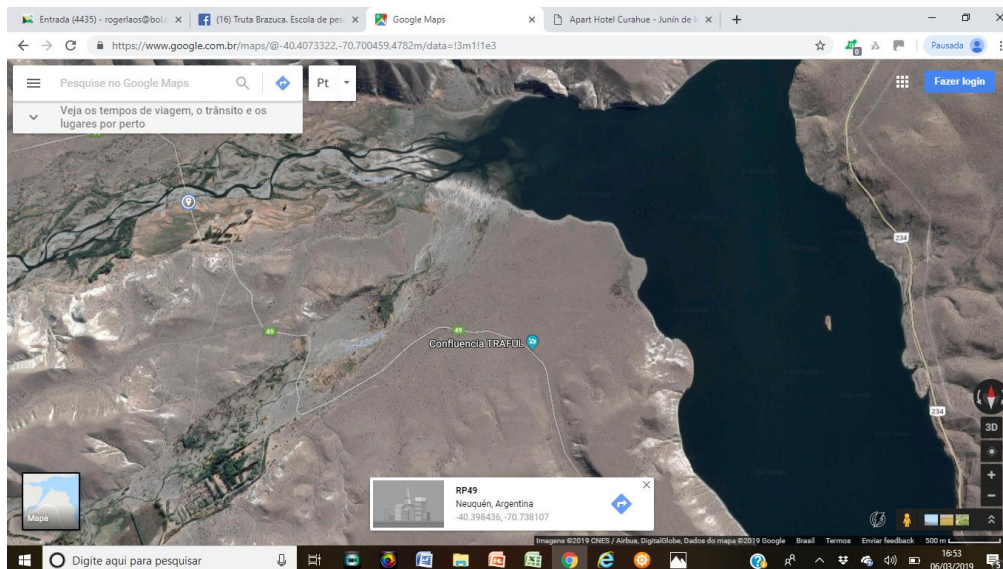 Entrada (4435) - rogerlaos@bol.c
(16) Truta Brazuca. Escola de pes
Google Maps
Apart Hotel Curahue - Junín de l
https://www.google.com.br/maps/@-40.4073322,-70.700459,4782m/data=!3m1!1e3
0
Pausada
Pesquise no Google Maps
Pt
Fazer login
Veja os tempos de viagem, o trânsito e os
lugares por perto
234
49
49
Confluencia TRAFUL
234
3D
RP49
Neuquén, Argentina
-40.398436, -70.738107
Mapa
Imagens ©2019 CNES / Airbus, DigitalGlobe, Dados do mapa ©2019 Google Brasil Termos Enviar feedback 500 m
Digite aqui para pesquisar
16:53
06/03/2019